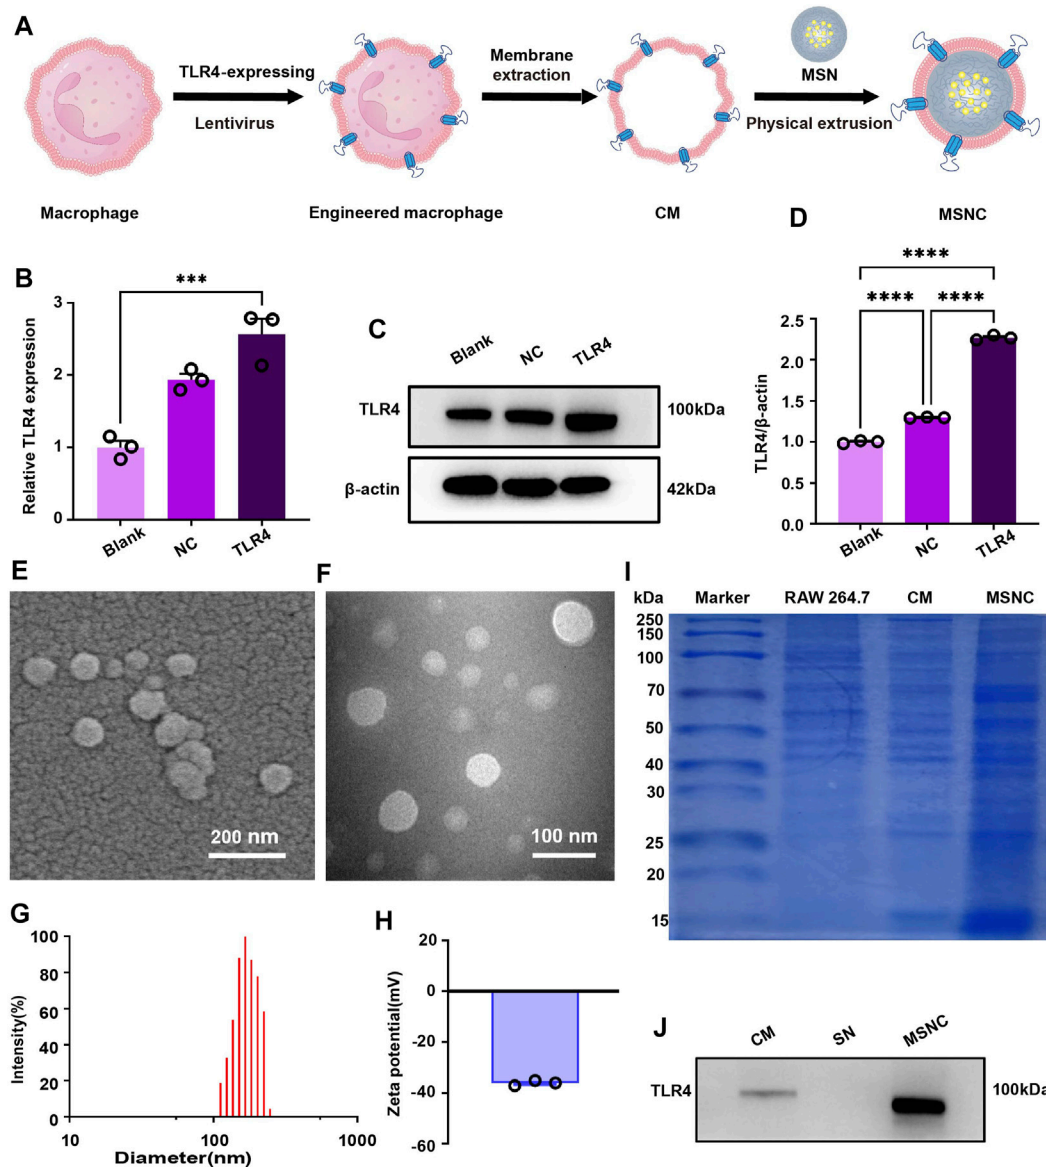 A
TLR4-expressing
Lentivirus
Membrane
extraction
MSN
Physical extrusion
Macrophage
Engineered macrophage
CM
MSNC
B
Relative TLR4 expression
3
2
1
0
***
Blank
NC
TLR4
C
Blank
NC
TLR4
TLR4
100kDa
β-actin
42kDa
D
TLR4/β-actin
2.5
2.0
1.5
1.0
0.5
0.0
****
****
****
Blank
NC
TLR4
E
200 nm
F
100 nm
G
Intensity(%)
100
80
60
40
20
0
10
100
1000
Diameter(nm)
H
Zeta potential(mV)
20
0
-20
-40
-60
I
kDa
Marker
RAW 264.7
CM
MSNC
250
150
100
70
50
40
30
25
20
15
J
CM
SN
MSNC
TLR4
100kDa